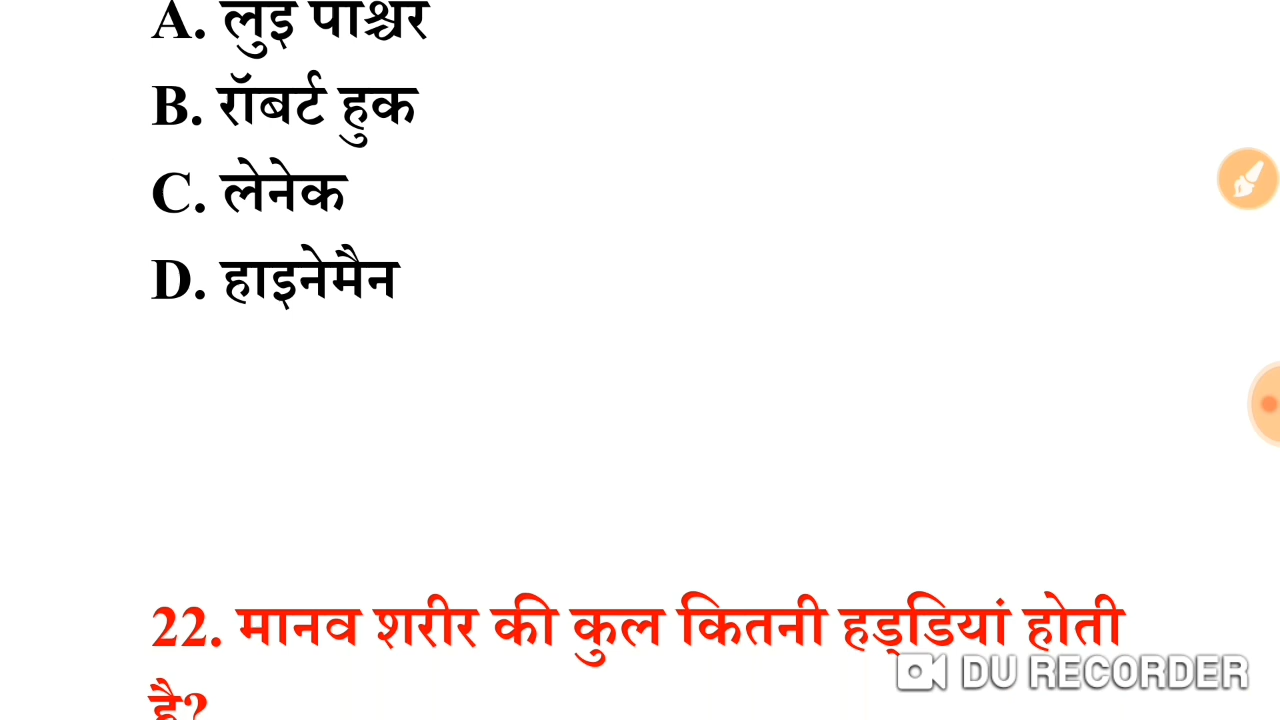 A. लुइ पाश्चर
B. रॉबर्ट हुक
C. लेनेक
D. हाइनेमैन
22. मानव शरीर की कुल कितनी हड्डियां होती
है?
DU RECORDER